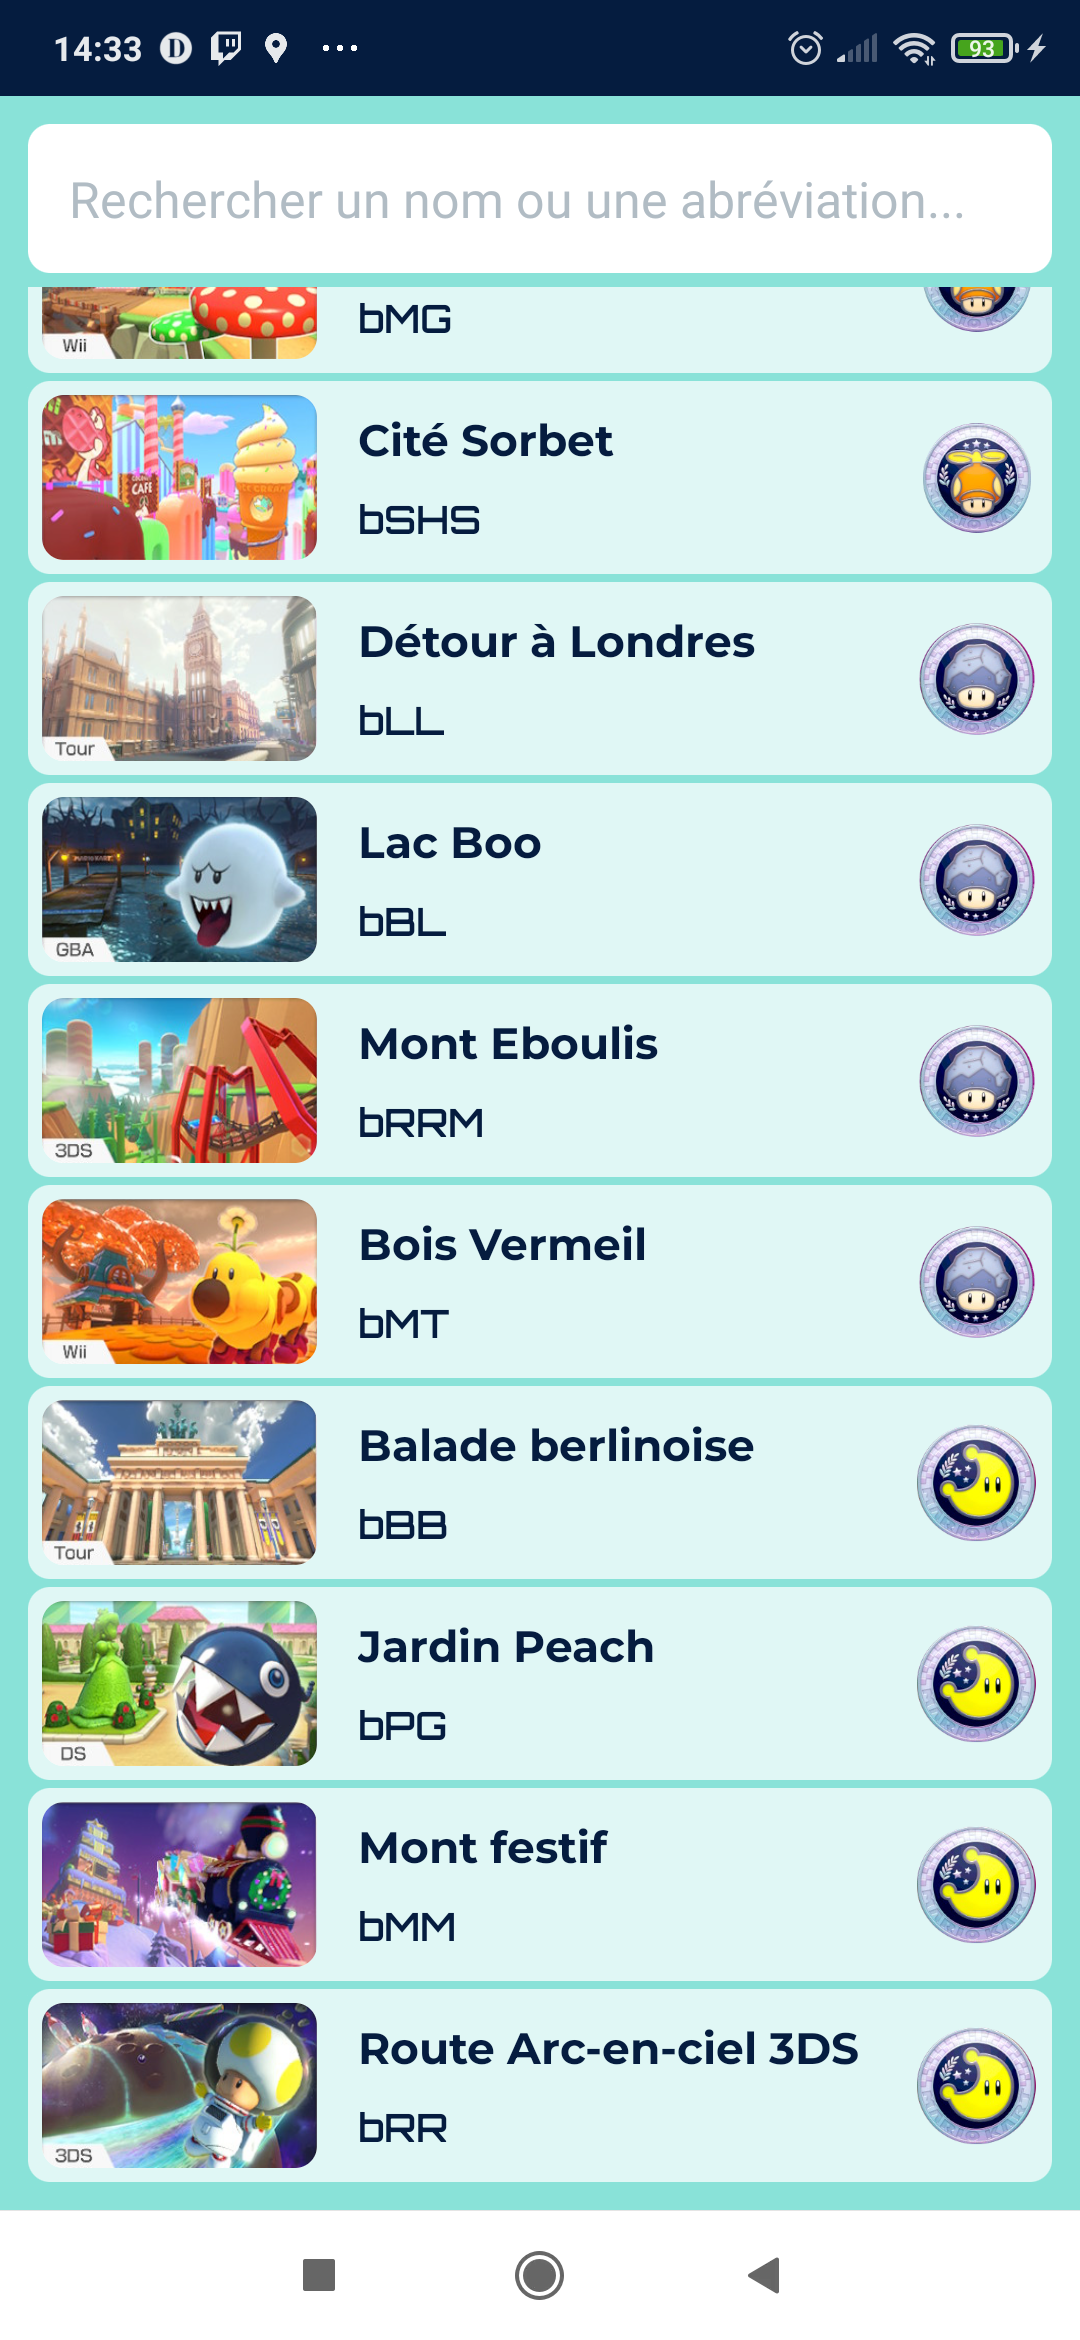 14:33
93
Rechercher un nom ou une abréviation...
bMG
Wii
Cité Sorbet
CAFE
bSHS
Détour à Londres
bLL
Tour
Lac Boo
bBL
GBA
Mont Eboulis
bRRM
3DS
Bois Vermeil
bMT
Wii
Balade berlinoise
bBB
Tour
Jardin Peach
bPG
DS
Mont festif
bMM
Route Arc-en-ciel 3DS
bRR
3DS